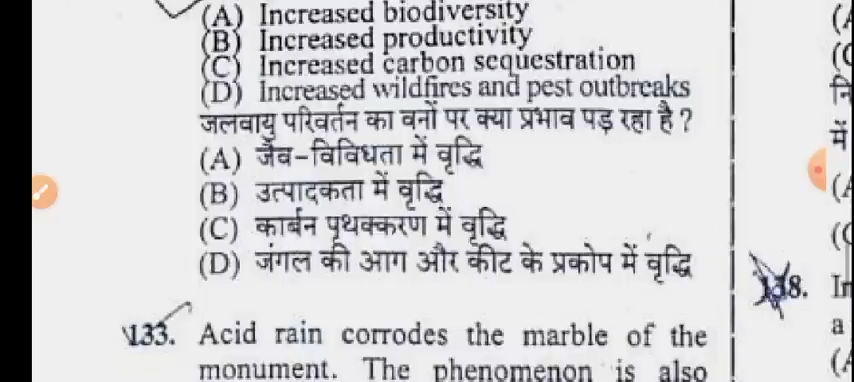 (A) Increased biodiversity
(B) Increased productivity
(C) Increased carbon sequestration
(D) Increased wildfires and pest outbreaks
जलवायु परिवर्तन का वनों पर क्या प्रभाव पड़ रहा है ?
(A) जैव-विविधता में वृद्धि
(B) उत्पादकता में वृद्धि
(C) कार्बन पृथक्करण में वृद्धि
(D) जंगल की आग और कीट के प्रकोप में वृद्धि
133. Acid rain corrodes the marble of the
monument. The phenomenon is also
में
138. In
a